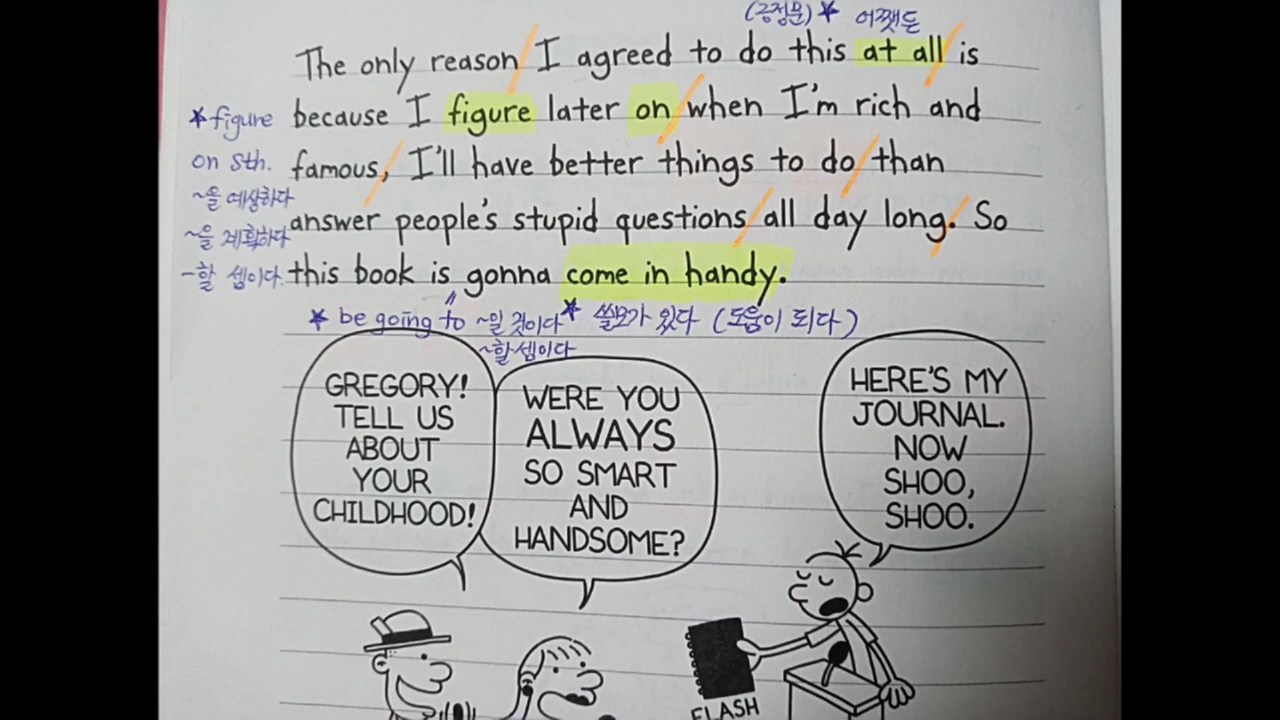 (긍정문) * 어쨋든
The only reason / I agreed to do this at all / is
because I figure later on / when I'm rich and
famous, / I'll have better things to do / than
answer people's stupid questions / all day long. / So
this book is gonna come in handy.
* figure
on sth.
~을 예상하다
~을 계획하다
~할 셈이다.
* be going to ~일 것이다
~할 셈이다
* 쓸모가 있다 (도움이 되다)
GREGORY!
TELL US
ABOUT
YOUR
CHILDHOOD!
WERE YOU
ALWAYS
SO SMART
AND
HANDSOME?
HERE'S MY
JOURNAL.
NOW
SHOO,
SHOO.
FLASH